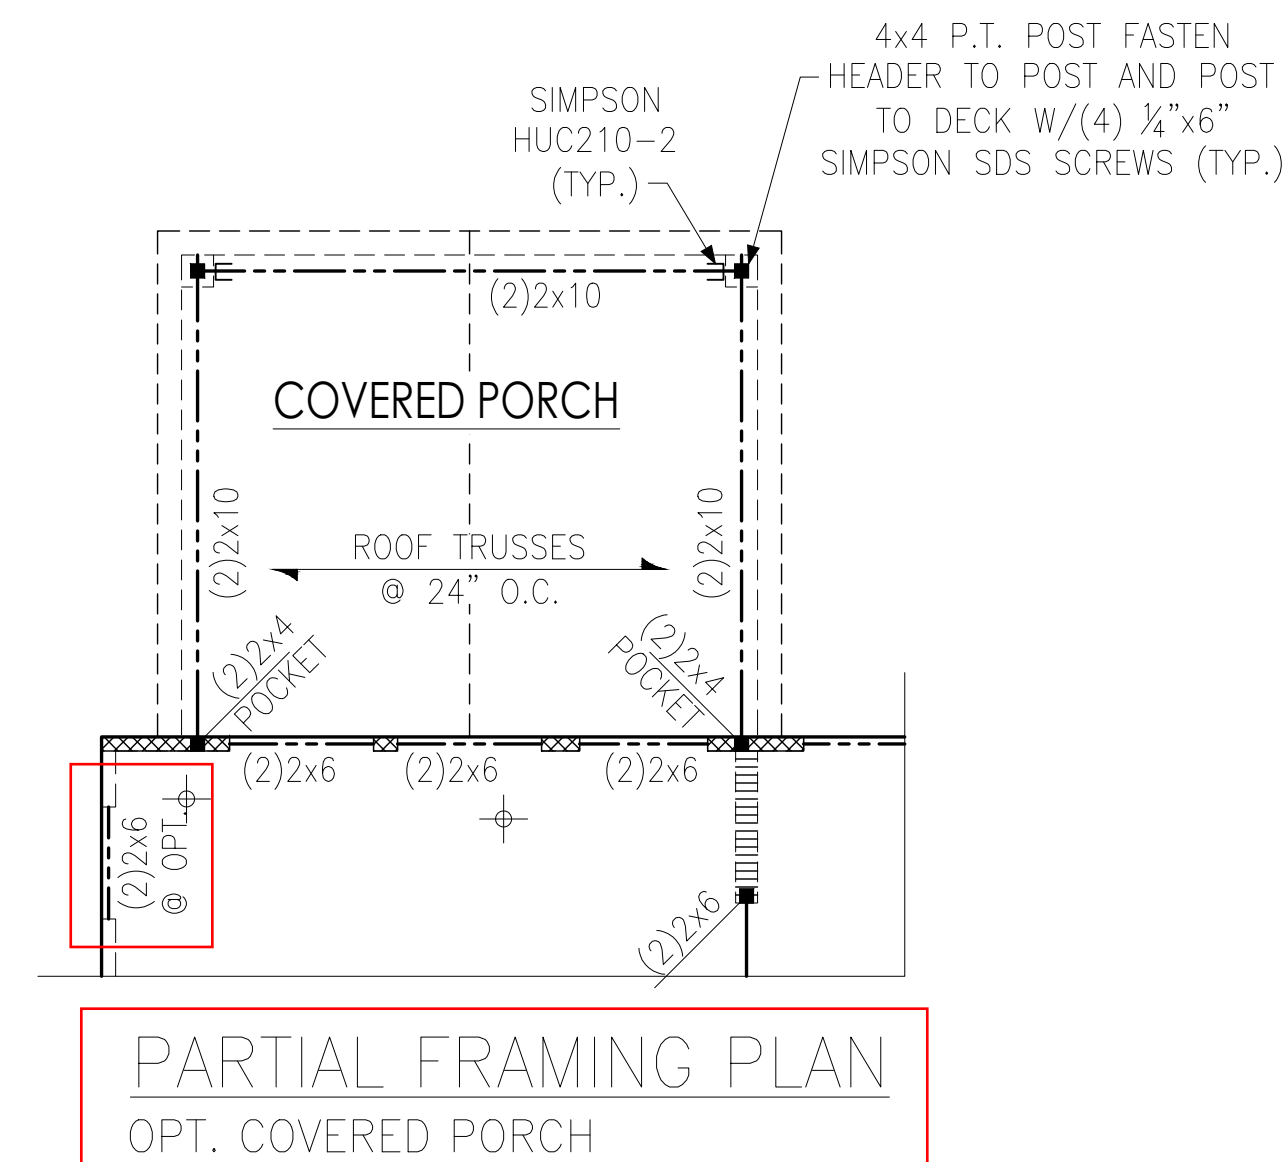 4x4 P.T. POST FASTEN
HEADER TO POST AND POST
TO DECK W/(4) ¼"x6"
SIMPSON SDS SCREWS (TYP.)
SIMPSON
HUC210-2
(TYP.)
(2)2x10
COVERED PORCH
(2)2x10
(2)2x10
ROOF TRUSSES
@ 24" O.C.
(2)2x4
POCKET
(2)2x4
POCKET
(2)2x6
(2)2x6
(2)2x6
(2)2x6
@ OPT.
(2)2x6
PARTIAL FRAMING PLAN
OPT. COVERED PORCH